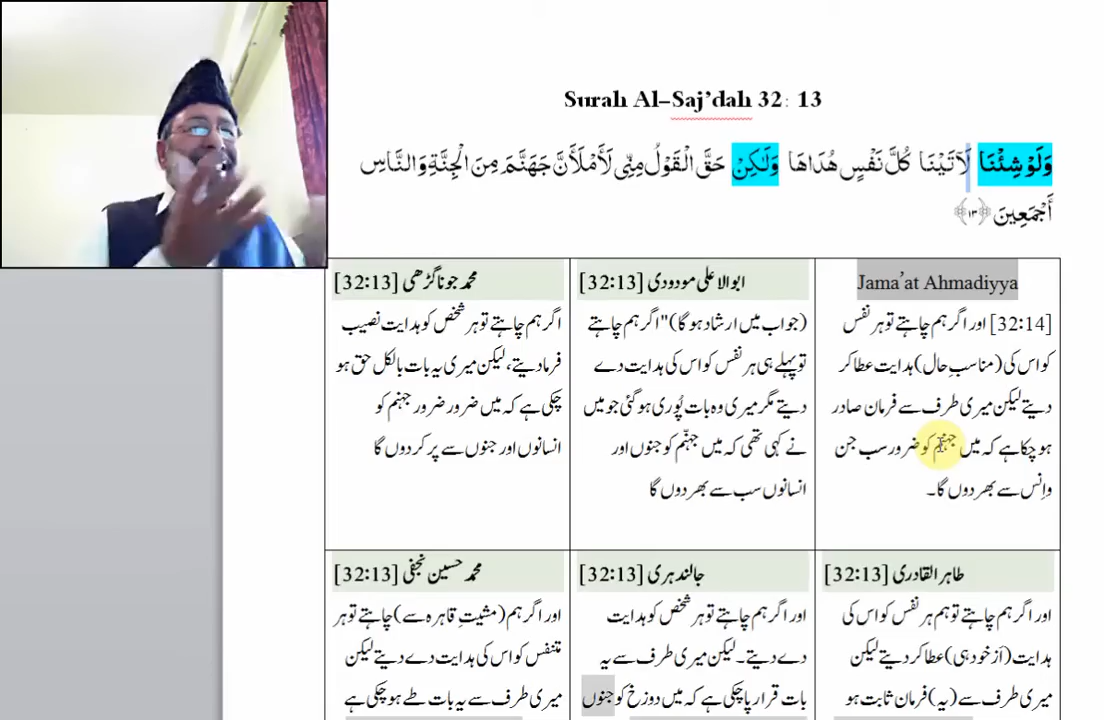 Surah Al-Saj’dah 32: 13
وَلَوْ شِئْنَا لَآتَيْنَا كُلَّ نَفْسٍ هُدَاهَا وَلَٰكِنْ حَقَّ الْقَوْلُ مِنِّي لَأَمْلَأَنَّ جَهَنَّمَ مِنَ الْجِنَّةِ وَالنَّاسِ
أَجْمَعِينَ ﴿١٣﴾
Jama’at Ahmadiyya
[32:14] اور اگر ہم چاہتے تو ہر نفس
کو اس کی (مناسبِ حال) ہدایت عطا کر
دیتے لیکن میری طرف سے فرمان صادر
ہو چکا ہے کہ میں جہنّم کو ضرور سب جن
و اِنس سے بھر دوں گا۔
ابوالاعلی مودودی [32:13]
(جواب میں ارشاد ہو گا) "اگر ہم چاہتے
تو پہلے ہی ہر نفس کو اس کی ہدایت دے
دیتے مگر میری وہ بات پُوری ہو گئی جو میں
نے کہی تھی کہ میں جہنّم کو جنوں اور
انسانوں سب سے بھر دوں گا
محمد جوناگڑھی [32:13]
اگر ہم چاہتے تو ہر شخص کو ہدایت نصیب
فرما دیتے، لیکن میری یہ بات بالکل حق ہو
چکی ہے کہ میں ضرور ضرور جہنم کو
انسانوں اور جنوں سے پر کردوں گا
طاہر القادری [32:13]
اور اگر ہم چاہتے تو ہم ہر نفس کو اس کی
ہدایت (اَز خود ہی) عطا کر دیتے لیکن
میری طرف سے (یہ) فرمان ثابت ہو
جالندہری [32:13]
اور اگر ہم چاہتے تو ہر شخص کو ہدایت
دے دیتے۔ لیکن میری طرف سے یہ
بات قرار پاچکی ہے کہ میں دوزخ کو جنوں
محمد حسین نجفی [32:13]
اور اگر ہم (مشیتِ قاہرہ سے) چاہتے تو ہر
متنفس کو اس کی ہدایت دے دیتے لیکن
میری طرف سے یہ بات طے ہو چکی ہے